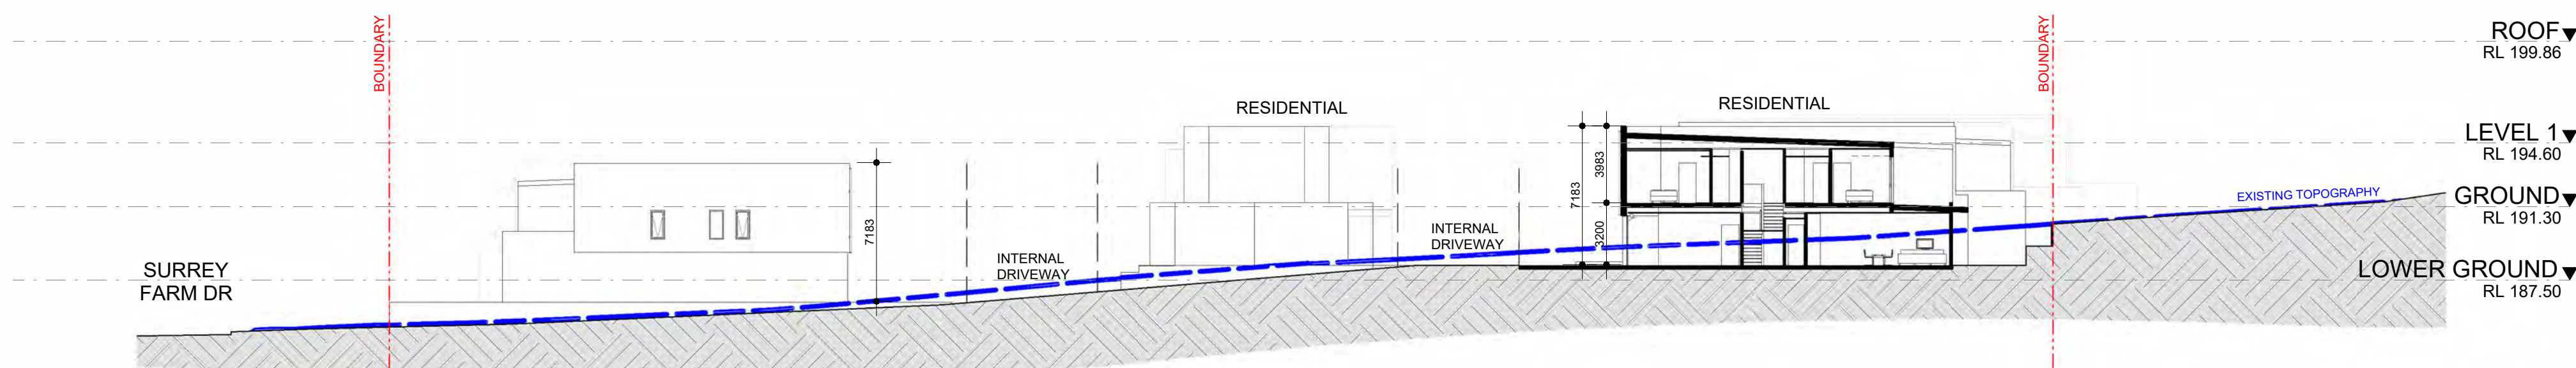 BOUNDARY
BOUNDARY
ROOF
RL 199.86
RESIDENTIAL
RESIDENTIAL
LEVEL 1
RL 194.60
3983
7183
3200
EXISTING TOPOGRAPHY
GROUND
RL 191.30
7183
INTERNAL
DRIVEWAY
INTERNAL
DRIVEWAY
SURREY
FARM DR
LOWER GROUND
RL 187.50